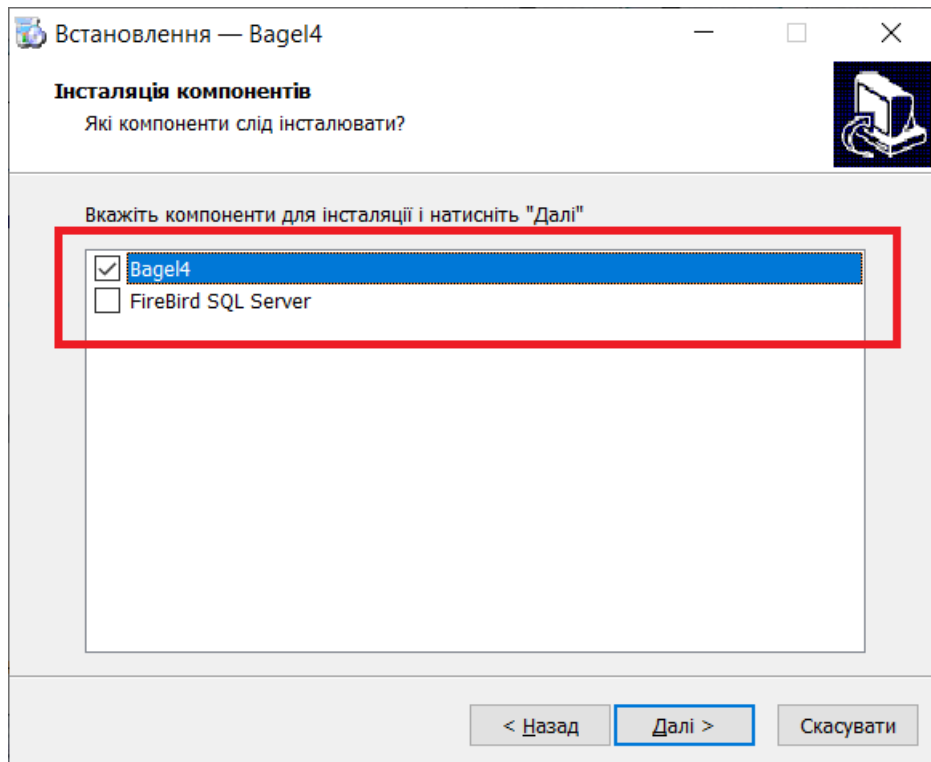 Встановлення — Bagel4
Інсталяція компонентів
Які компоненти слід інсталювати?
Вкажіть компоненти для інсталяції і натисніть "Далі"
Bagel4
FireBird SQL Server
< Назад Далі > Скасувати